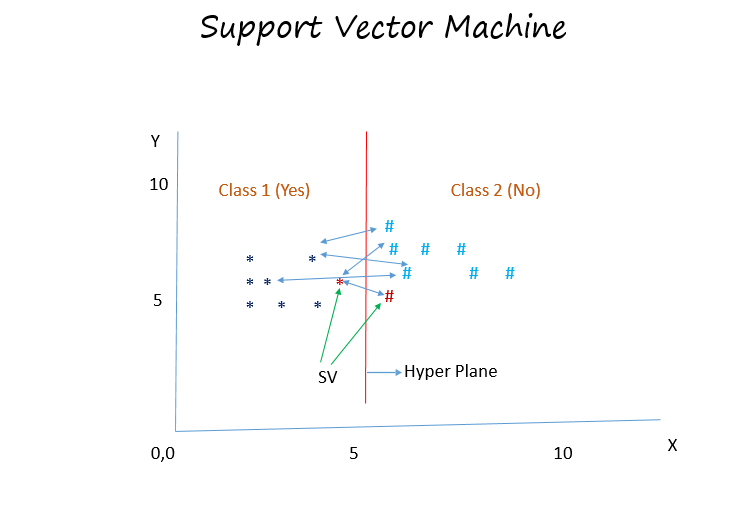 Support Vector Machine
Y
10
Class 1 (Yes)
Class 2 (No)
#
# # #
* *
# # #
* * *
#
5
* * *
SV
Hyper Plane
0,0
5
10
X